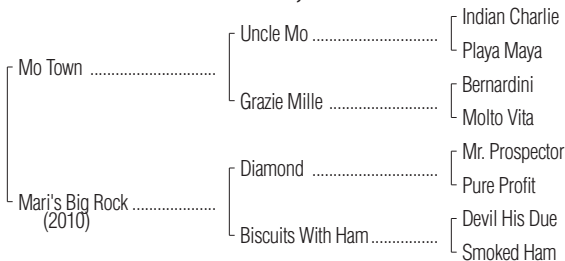 Indian Charlie
Uncle Mo ..............................
Playa Maya
Mo Town ..............................
Bernardini
Grazie Mille ..........................
Molto Vita
Mr. Prospector
Diamond ..............................
Pure Profit
Mari's Big Rock ....................
(2010)
Devil His Due
Biscuits With Ham ................
Smoked Ham